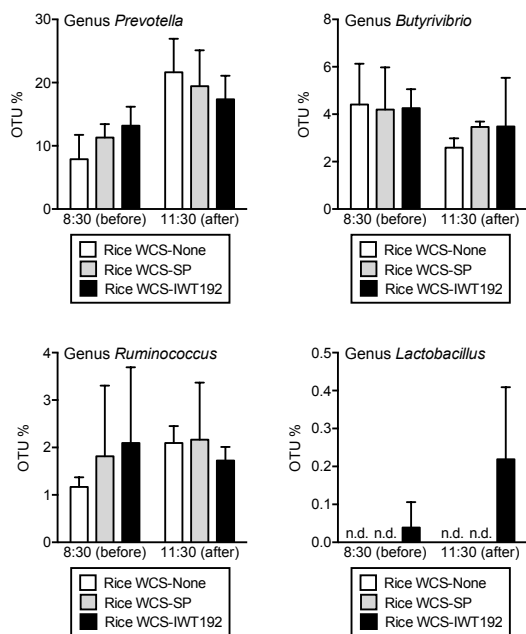 Genus Prevotella
30
20
10
0
OTU %
8:30 (before) 11:30 (after)
Rice WCS-None
Rice WCS-SP
Rice WCS-IWT192
Genus Butyrivibrio
8
6
4
2
0
OTU %
8:30 (before) 11:30 (after)
Rice WCS-None
Rice WCS-SP
Rice WCS-IWT192
Genus Ruminococcus
4
3
2
1
0
OTU %
8:30 (before) 11:30 (after)
Rice WCS-None
Rice WCS-SP
Rice WCS-IWT192
Genus Lactobacillus
0.5
0.4
0.3
0.2
0.1
0.0
OTU %
n.d. n.d. n.d. n.d.
8:30 (before) 11:30 (after)
Rice WCS-None
Rice WCS-SP
Rice WCS-IWT192